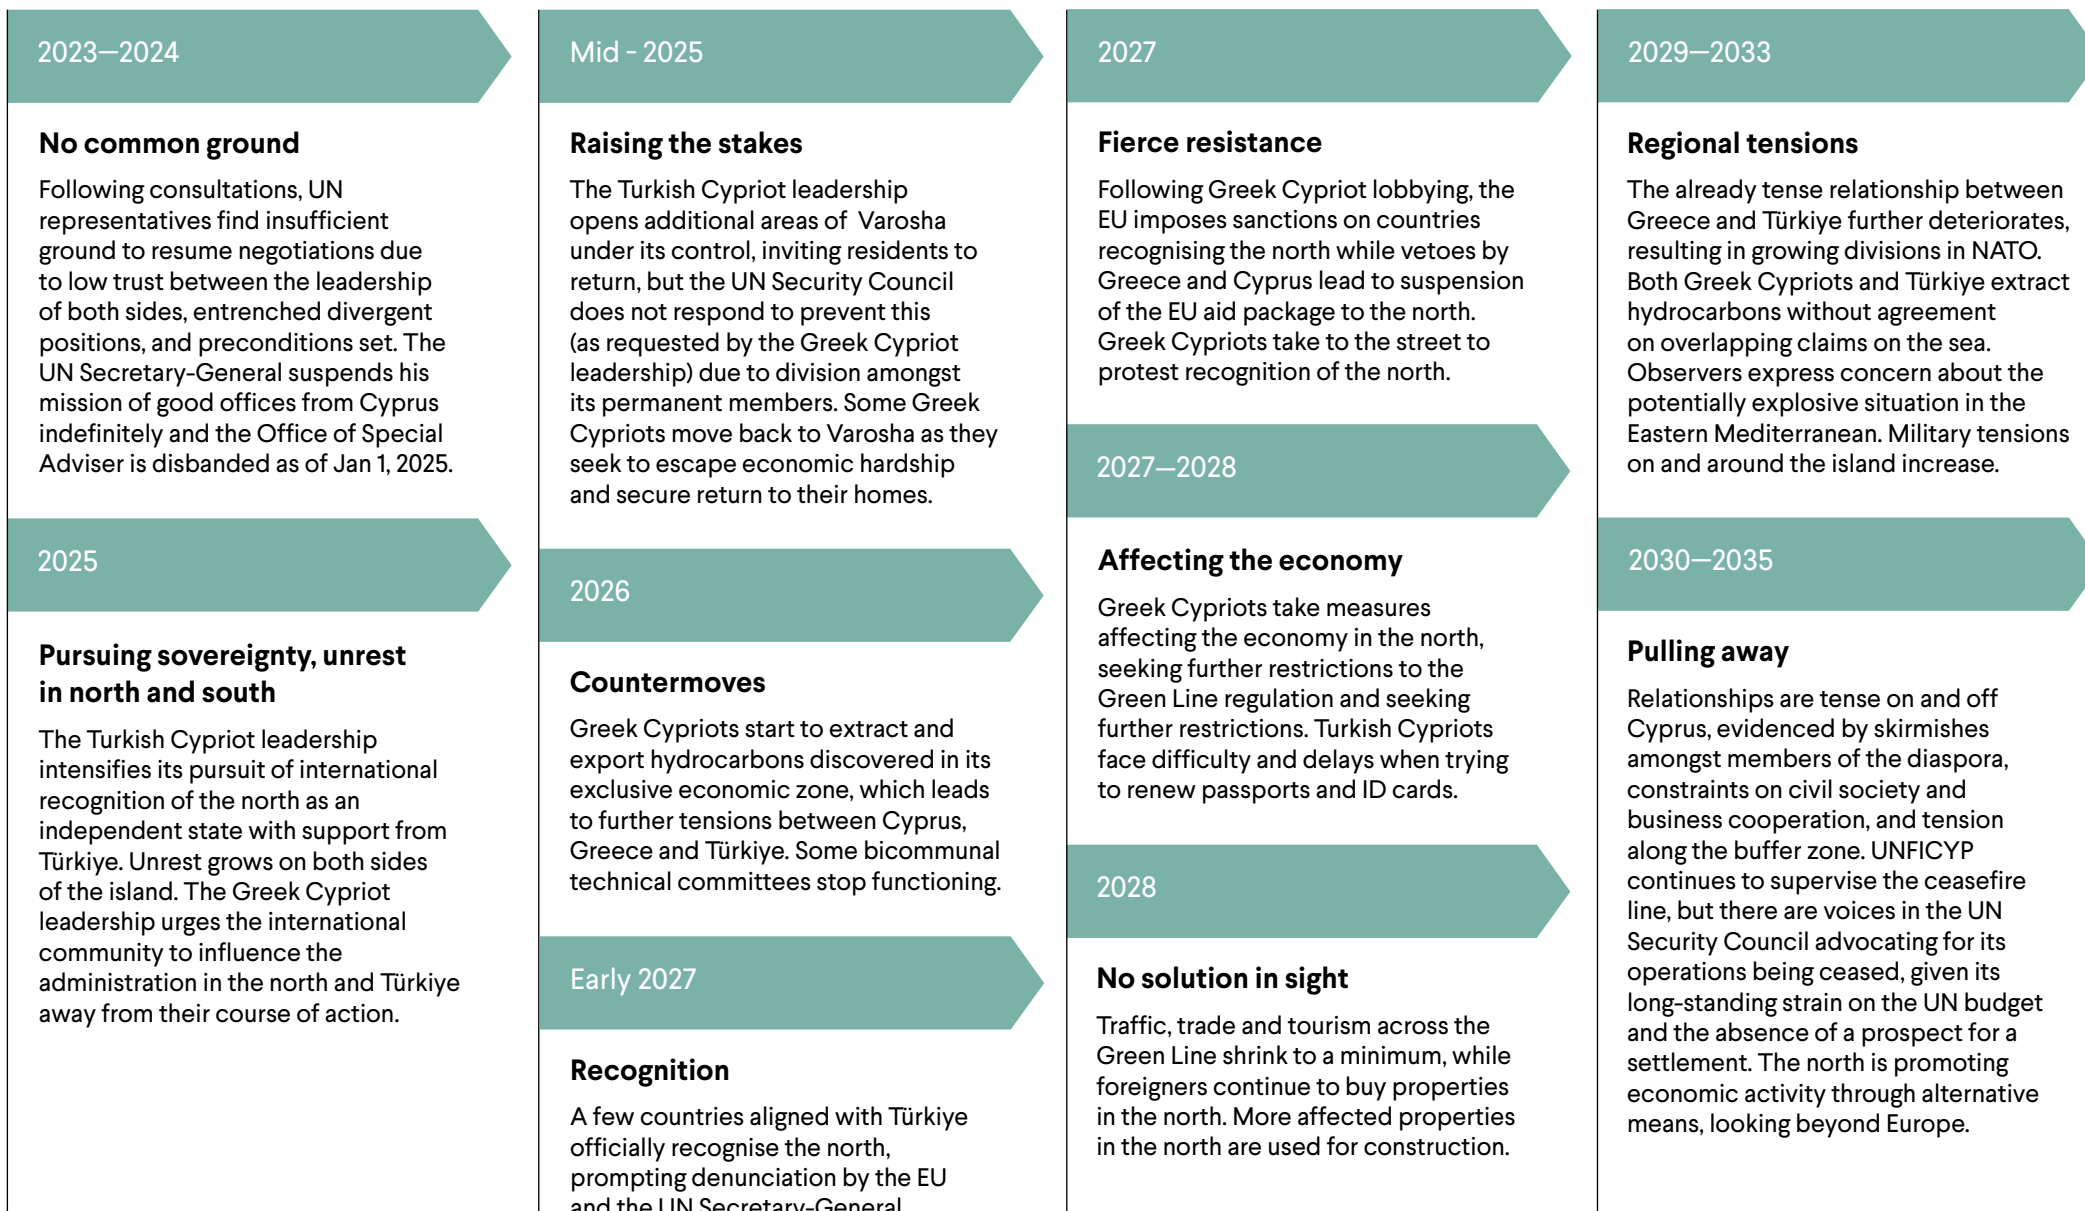 2023—2024
No common ground
Following consultations, UN
representatives find insufficient
ground to resume negotiations due
to low trust between the leadership
of both sides, entrenched divergent
positions, and preconditions set. The
UN Secretary-General suspends his
mission of good offices from Cyprus
indefinitely and the Office of Special
Adviser is disbanded as of Jan 1, 2025.
2025
Pursuing sovereignty, unrest
in north and south
The Turkish Cypriot leadership
intensifies its pursuit of international
recognition of the north as an
independent state with support from
Türkiye. Unrest grows on both sides
of the island. The Greek Cypriot
leadership urges the international
community to influence the
administration in the north and Türkiye
away from their course of action.
Mid - 2025
Raising the stakes
The Turkish Cypriot leadership
opens additional areas of Varosha
under its control, inviting residents to
return, but the UN Security Council
does not respond to prevent this
(as requested by the Greek Cypriot
leadership) due to division amongst
its permanent members. Some Greek
Cypriots move back to Varosha as they
seek to escape economic hardship
and secure return to their homes.
2026
Countermoves
Greek Cypriots start to extract and
export hydrocarbons discovered in its
exclusive economic zone, which leads
to further tensions between Cyprus,
Greece and Türkiye. Some bicommunal
technical committees stop functioning.
Early 2027
Recognition
A few countries aligned with Türkiye
officially recognise the north,
prompting denunciation by the EU
and the UN Secretary-General
2027
Fierce resistance
Following Greek Cypriot lobbying, the
EU imposes sanctions on countries
recognising the north while vetoes by
Greece and Cyprus lead to suspension
of the EU aid package to the north.
Greek Cypriots take to the street to
protest recognition of the north.
2027—2028
Affecting the economy
Greek Cypriots take measures
affecting the economy in the north,
seeking further restrictions to the
Green Line regulation and seeking
further restrictions. Turkish Cypriots
face difficulty and delays when trying
to renew passports and ID cards.
2028
No solution in sight
Traffic, trade and tourism across the
Green Line shrink to a minimum, while
foreigners continue to buy properties
in the north. More affected properties
in the north are used for construction.
2029—2033
Regional tensions
The already tense relationship between
Greece and Türkiye further deteriorates,
resulting in growing divisions in NATO.
Both Greek Cypriots and Türkiye extract
hydrocarbons without agreement
on overlapping claims on the sea.
Observers express concern about the
potentially explosive situation in the
Eastern Mediterranean. Military tensions
on and around the island increase.
2030—2035
Pulling away
Relationships are tense on and off
Cyprus, evidenced by skirmishes
amongst members of the diaspora,
constraints on civil society and
business cooperation, and tension
along the buffer zone. UNFICYP
continues to supervise the ceasefire
line, but there are voices in the UN
Security Council advocating for its
operations being ceased, given its
long-standing strain on the UN budget
and the absence of a prospect for a
settlement. The north is promoting
economic activity through alternative
means, looking beyond Europe.